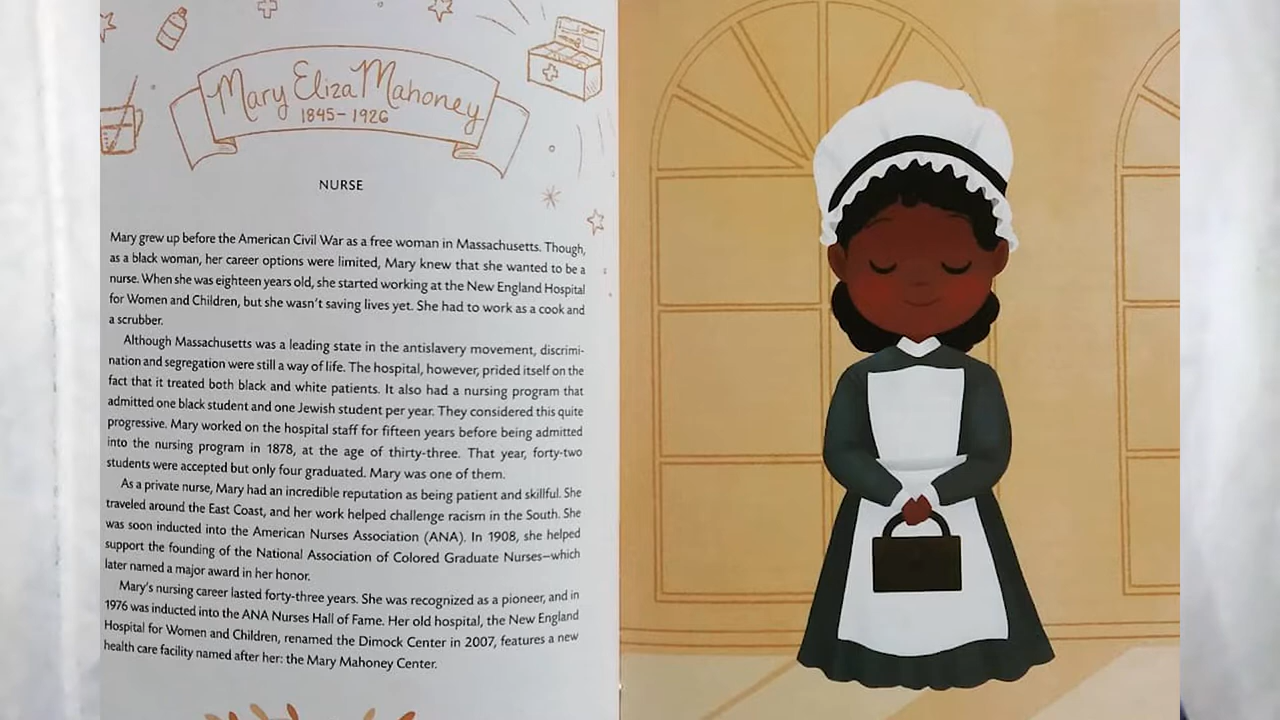 Mary Eliza Mahoney
1845–1926
NURSE
Mary grew up before the American Civil War as a free woman in Massachusetts. Though,
as a black woman, her career options were limited, Mary knew that she wanted to be a
nurse. When she was eighteen years old, she started working at the New England Hospital
for Women and Children, but she wasn't saving lives yet. She had to work as a cook and
a scrubber.
Although Massachusetts was a leading state in the antislavery movement, discrimi-
nation and segregation were still a way of life. The hospital, however, prided itself on the
fact that it treated both black and white patients. It also had a nursing program that
admitted one black student and one Jewish student per year. They considered this quite
progressive. Mary worked on the hospital staff for fifteen years before being admitted
into the nursing program in 1878, at the age of thirty-three. That year, forty-two
students were accepted but only four graduated. Mary was one of them.
As a private nurse, Mary had an incredible reputation as being patient and skillful. She
traveled around the East Coast, and her work helped challenge racism in the South. She
was soon inducted into the American Nurses Association (ANA). In 1908, she helped
support the founding of the National Association of Colored Graduate Nurses—which
later named a major award in her honor.
Mary's nursing career lasted forty-three years. She was recognized as a pioneer, and in
1976 was inducted into the ANA Nurses Hall of Fame. Her old hospital, the New England
Hospital for Women and Children, renamed the Dimock Center in 2007, features a new
health care facility named after her: the Mary Mahoney Center.